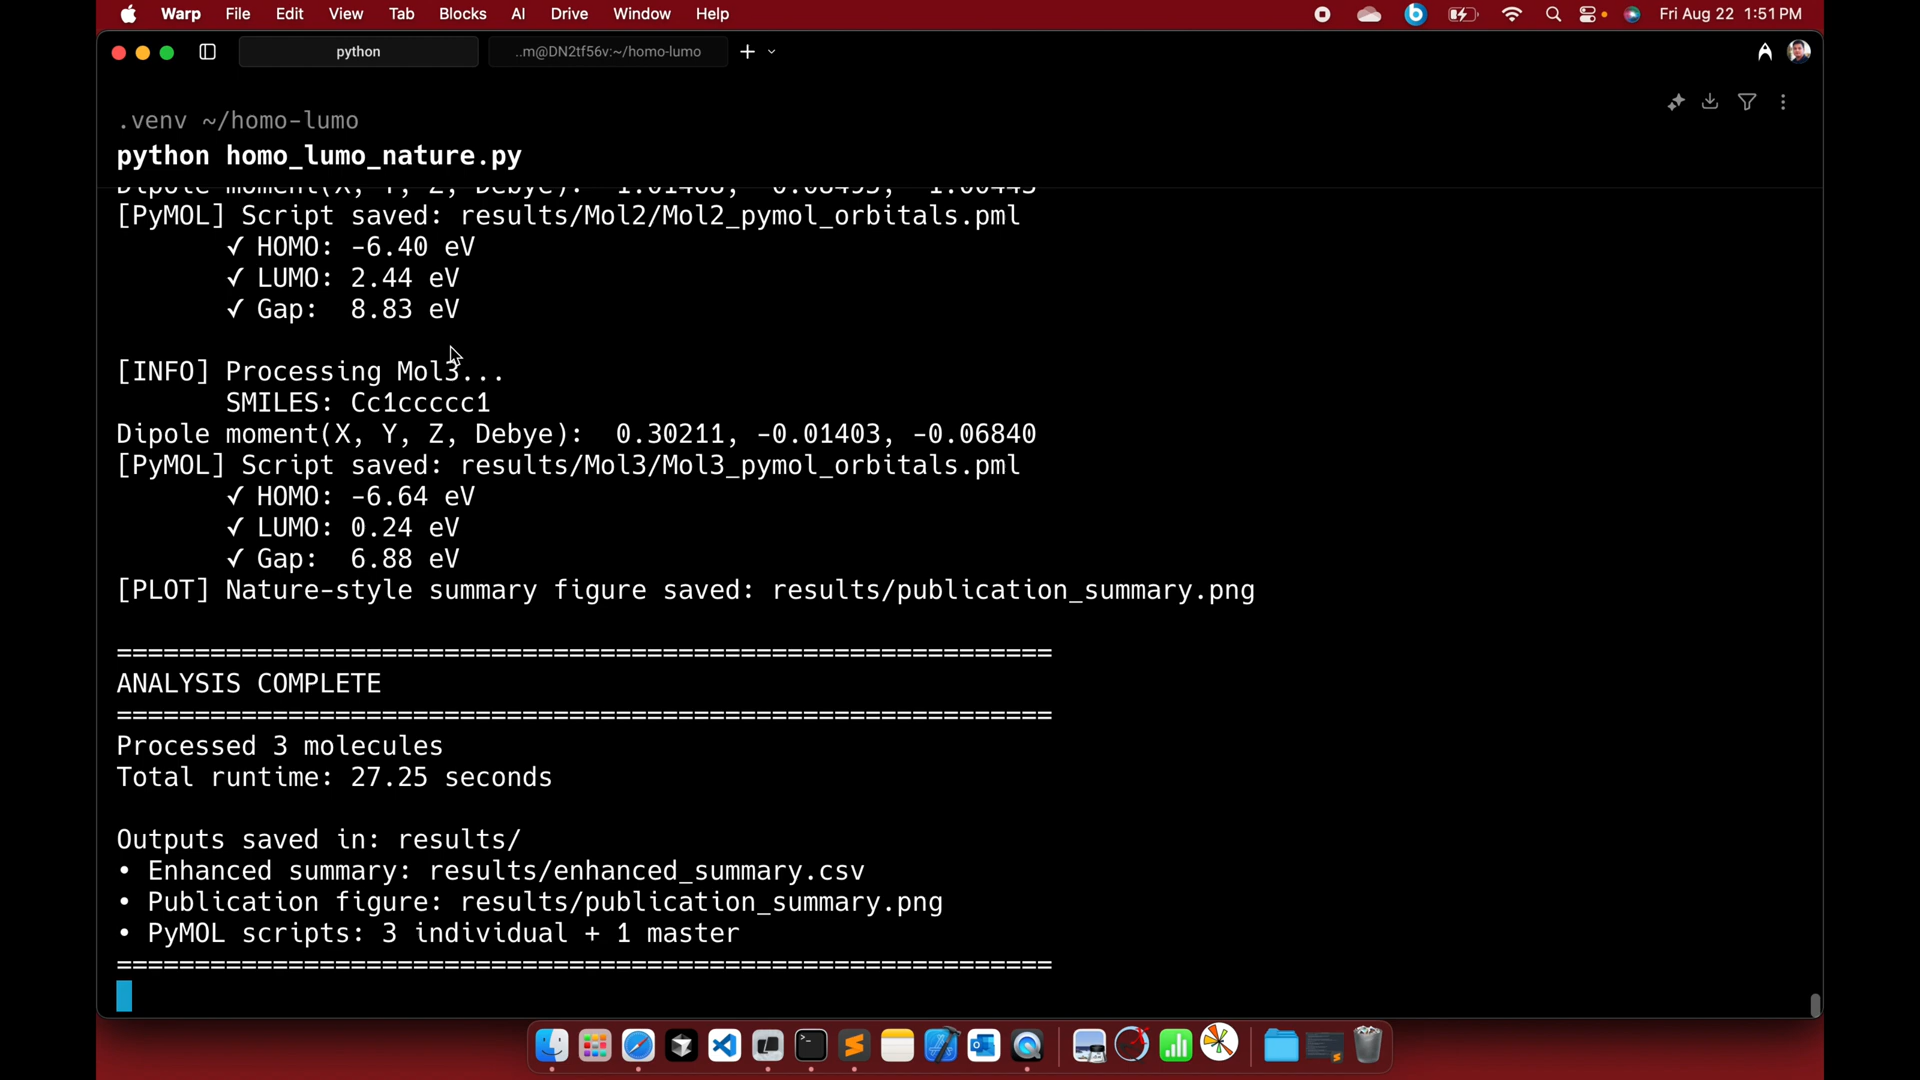 Warp File Edit View Tab Blocks AI Drive Window Help Fri Aug 22 1:51 PM
python ..m@DN2tf56v:~/homo-lumo
.venv ~/homo-lumo
python homo_lumo_nature.py
Dipole moment(X, Y, Z, Debye):
[PyMOL] Script saved: results/Mol2/Mol2_pymol_orbitals.pml
✓ HOMO: -6.40 eV
✓ LUMO: 2.44 eV
✓ Gap: 8.83 eV
[INFO] Processing Mol3...
SMILES: Cc1ccccc1
Dipole moment(X, Y, Z, Debye): 0.30211, -0.01403, -0.06840
[PyMOL] Script saved: results/Mol3/Mol3_pymol_orbitals.pml
✓ HOMO: -6.64 eV
✓ LUMO: 0.24 eV
✓ Gap: 6.88 eV
[PLOT] Nature-style summary figure saved: results/publication_summary.png
============================================================
ANALYSIS COMPLETE
============================================================
Processed 3 molecules
Total runtime: 27.25 seconds
Outputs saved in: results/
• Enhanced summary: results/enhanced_summary.csv
• Publication figure: results/publication_summary.png
• PyMOL scripts: 3 individual + 1 master
============================================================